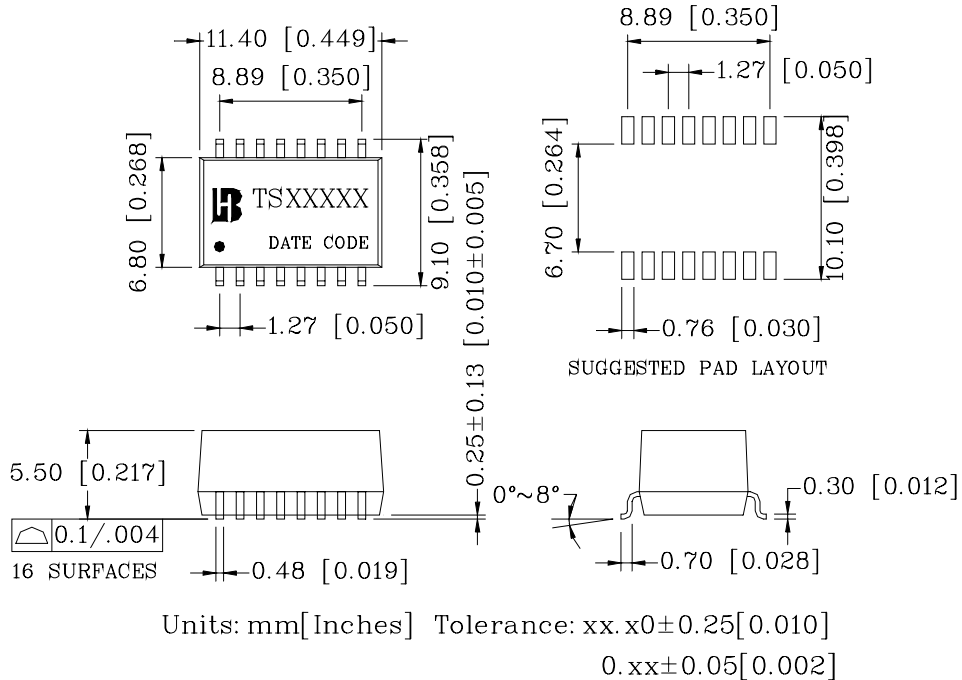 11.40 [0.449]
8.89 [0.350]
6.80 [0.268]
TSXXXXX
DATE CODE
9.10 [0.358]
1.27 [0.050]
0.25±0.13 [0.010±0.005]
8.89 [0.350]
1.27 [0.050]
6.70 [0.264]
10.10 [0.398]
0.76 [0.030]
SUGGESTED PAD LAYOUT
5.50 [0.217]
0.1/.004
16 SURFACES
0.48 [0.019]
0°~8°
0.30 [0.012]
0.70 [0.028]
Units: mm[Inches] Tolerance: xx.x0±0.25[0.010]
0.xx±0.05[0.002]